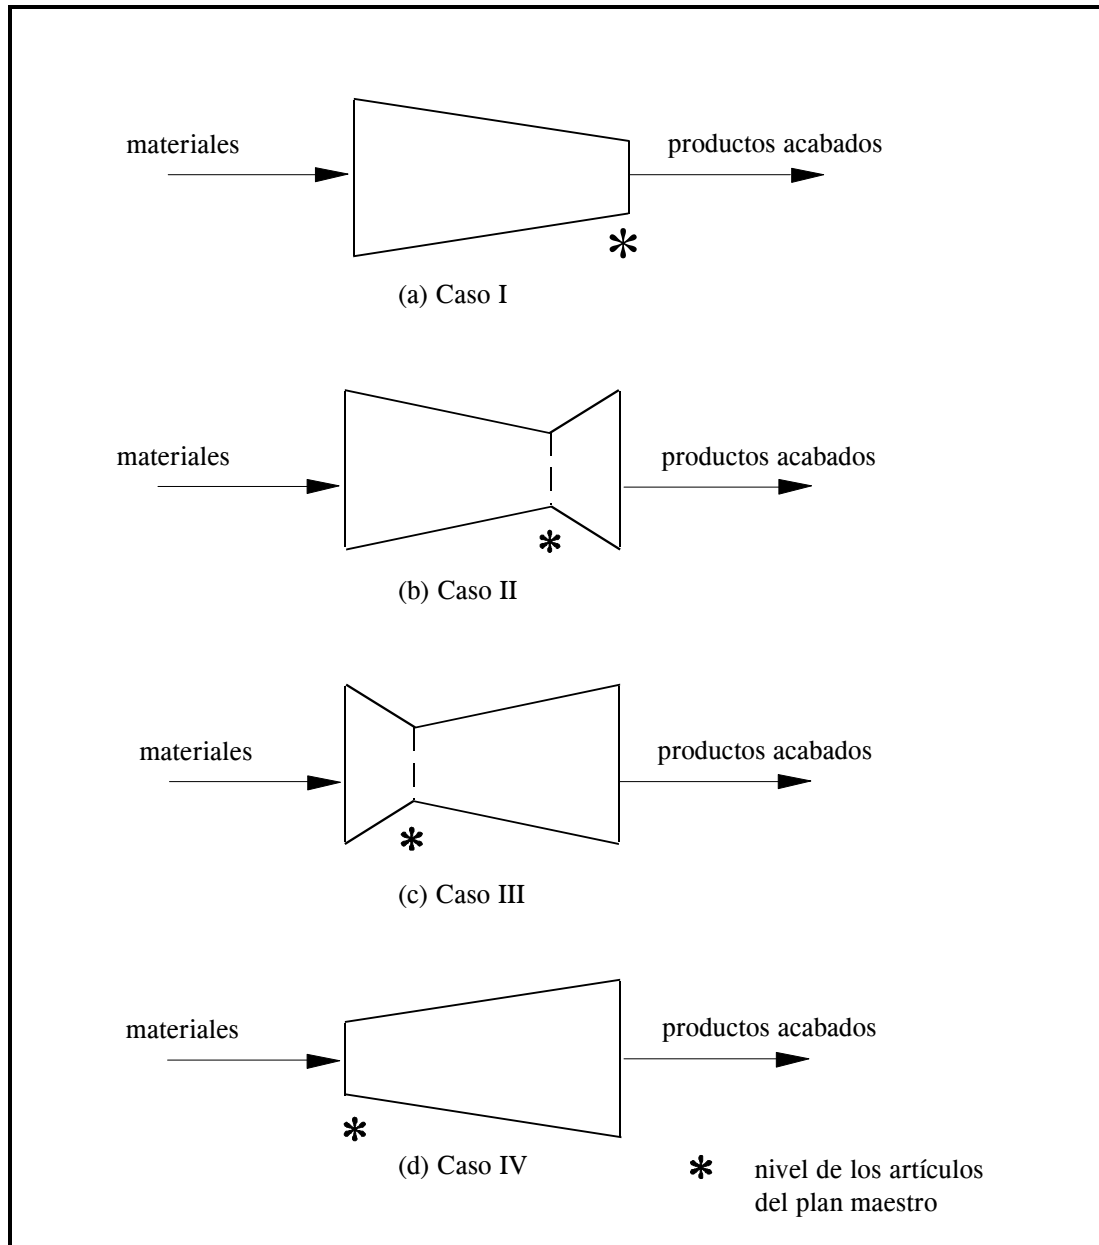 materiales
productos acabados
(a) Caso I
materiales
productos acabados
(b) Caso II
materiales
productos acabados
(c) Caso III
materiales
productos acabados
(d) Caso IV
* nivel de los artículos
del plan maestro